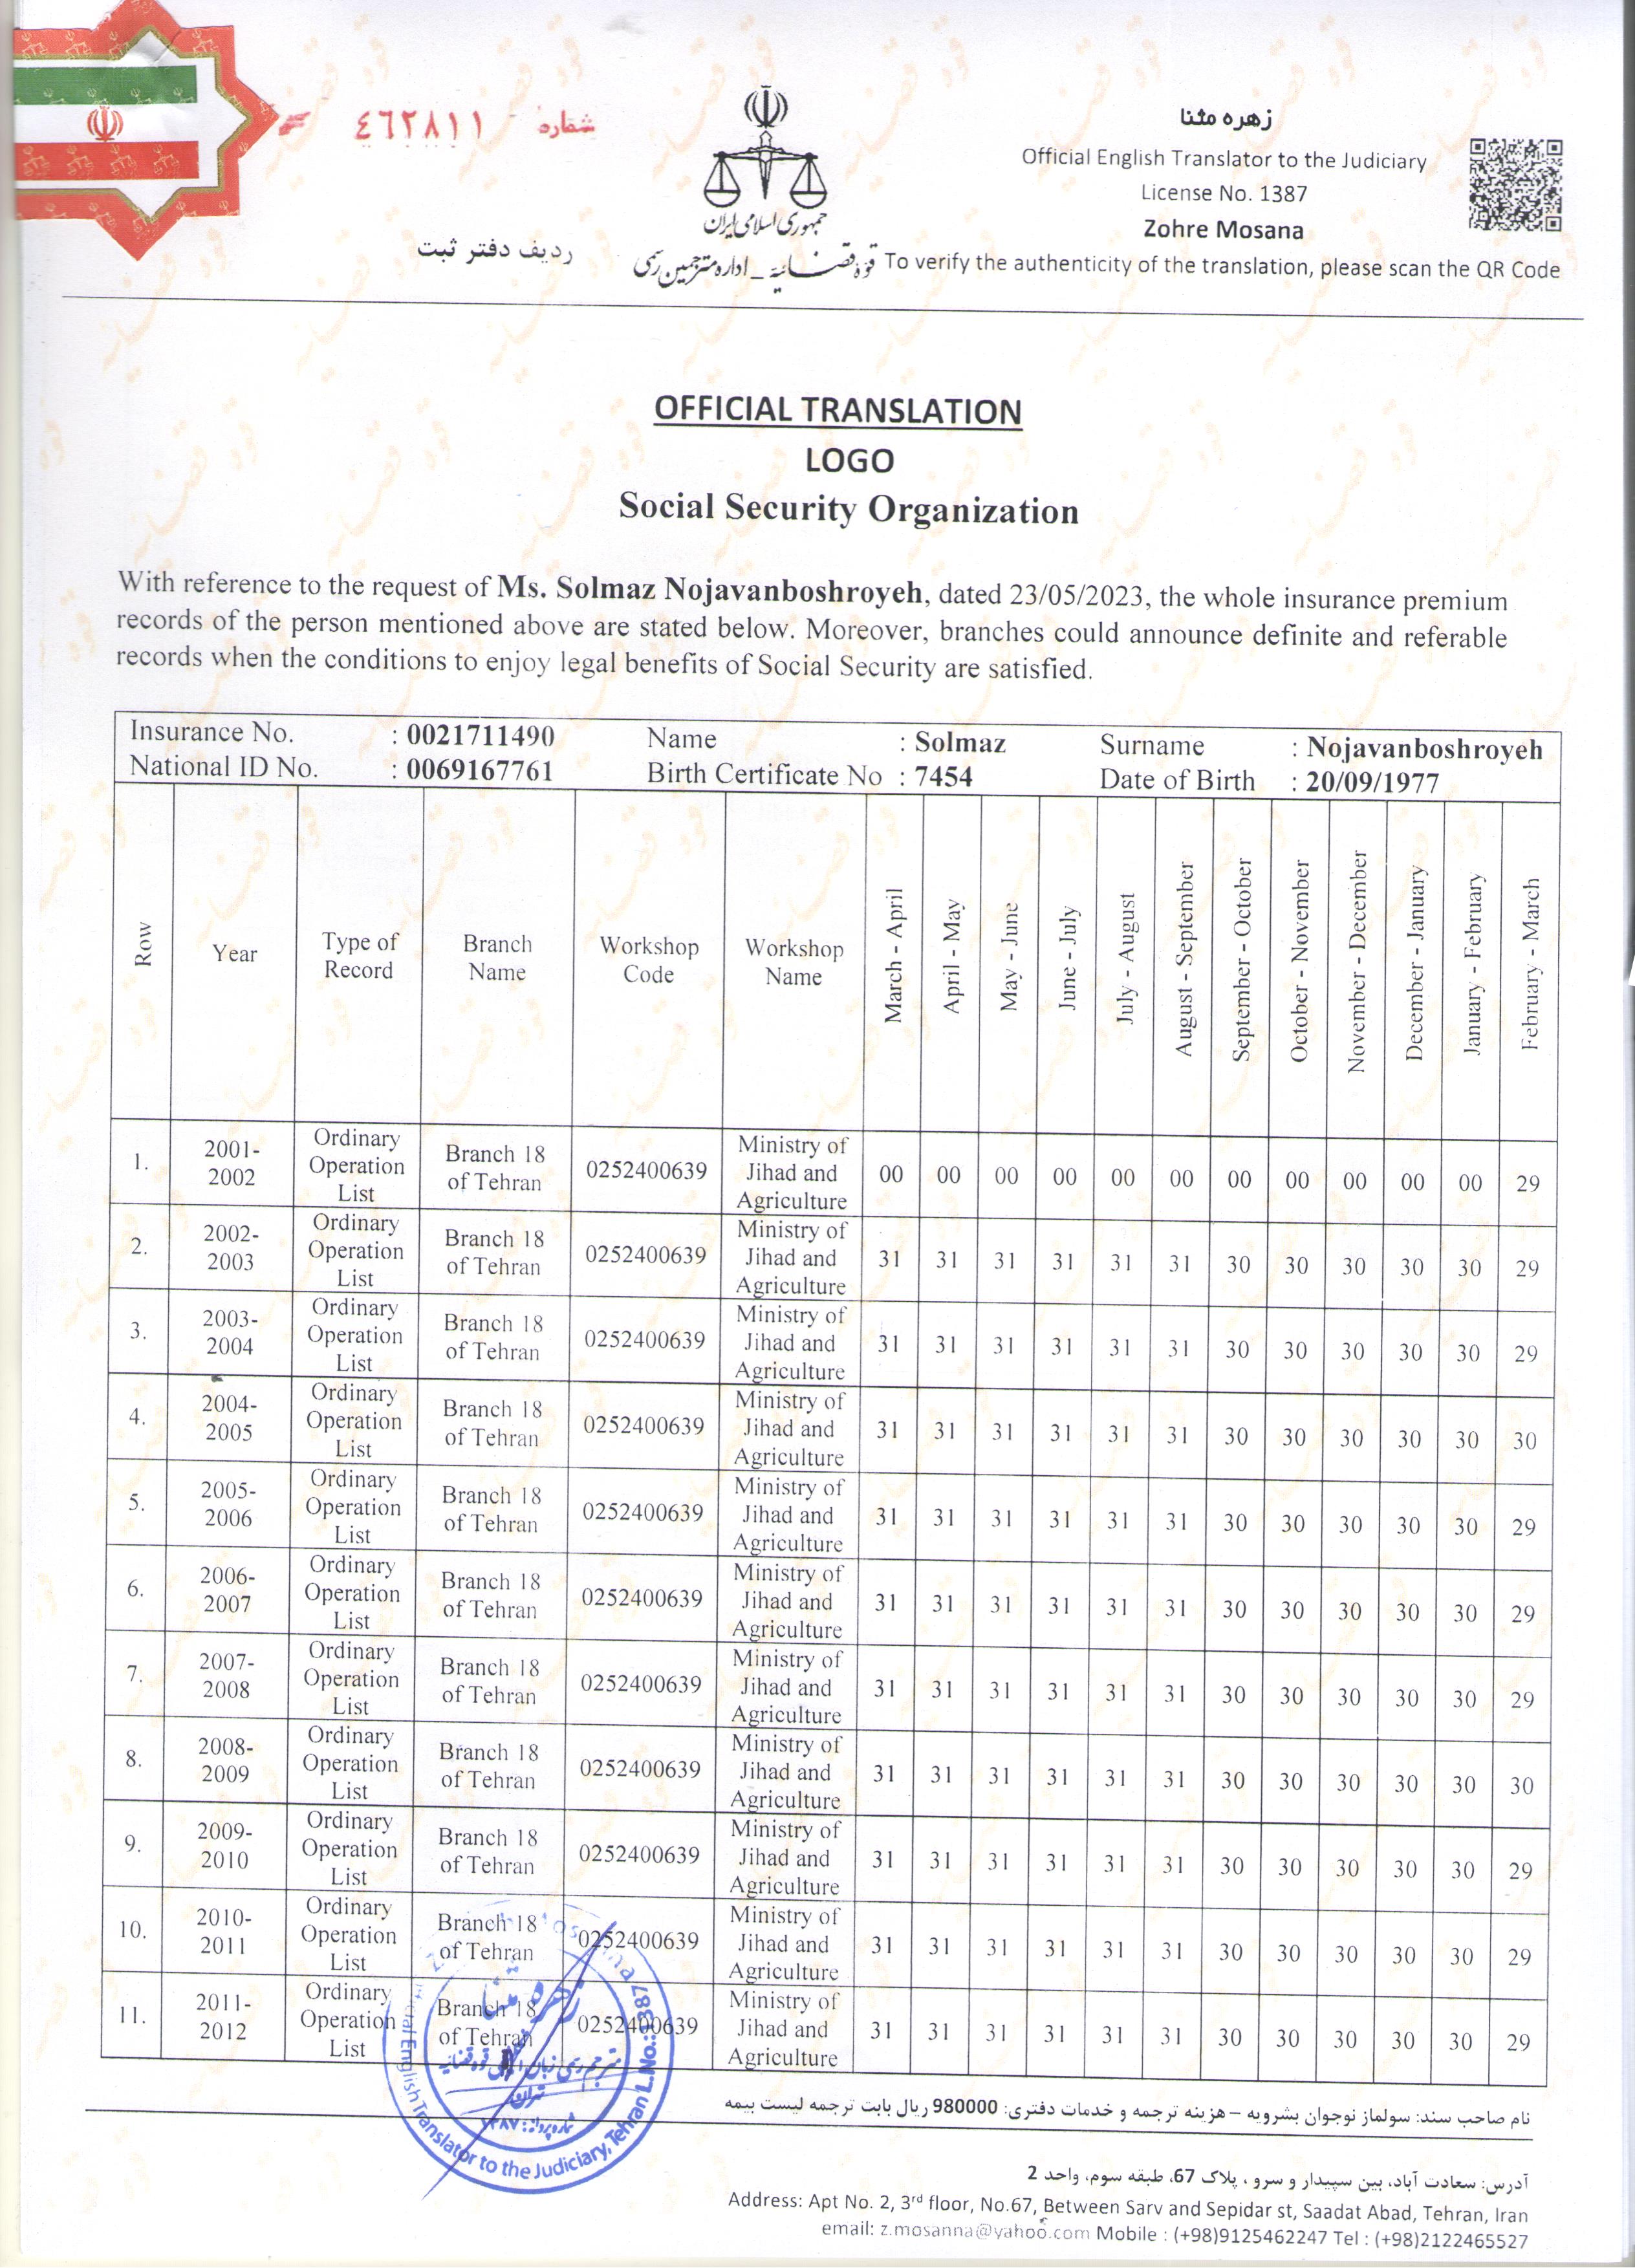 شماره ٤٦٢٨١١
جمهوری اسلامی ایران
قوه قضائیه _ اداره مترجمین رسمی
ردیف دفتر ثبت
زهره مثنا
Official English Translator to the Judiciary
License No. 1387
Zohre Mosana
To verify the authenticity of the translation, please scan the QR Code
OFFICIAL TRANSLATION
LOGO
Social Security Organization
With reference to the request of Ms. Solmaz Nojavanboshroyeh, dated 23/05/2023, the whole insurance premium
records of the person mentioned above are stated below. Moreover, branches could announce definite and referable
records when the conditions to enjoy legal benefits of Social Security are satisfied.
Insurance No. : 0021711490 Name : Solmaz Surname : Nojavanboshroyeh
National ID No. : 0069167761 Birth Certificate No : 7454 Date of Birth : 20/09/1977
Row Year Type of Record Branch Name Workshop Code Workshop Name March - April April - May May - June June - July July - August August - September September - October October - November November - December December - January January - February February - March
1. 2001-2002 Ordinary Operation List Branch 18 of Tehran 0252400639 Ministry of Jihad and Agriculture 00 00 00 00 00 00 00 00 00 00 00 29
2. 2002-2003 Ordinary Operation List Branch 18 of Tehran 0252400639 Ministry of Jihad and Agriculture 31 31 31 31 31 31 30 30 30 30 30 29
3. 2003-2004 Ordinary Operation List Branch 18 of Tehran 0252400639 Ministry of Jihad and Agriculture 31 31 31 31 31 31 30 30 30 30 30 29
4. 2004-2005 Ordinary Operation List Branch 18 of Tehran 0252400639 Ministry of Jihad and Agriculture 31 31 31 31 31 31 30 30 30 30 30 30
5. 2005-2006 Ordinary Operation List Branch 18 of Tehran 0252400639 Ministry of Jihad and Agriculture 31 31 31 31 31 31 30 30 30 30 30 29
6. 2006-2007 Ordinary Operation List Branch 18 of Tehran 0252400639 Ministry of Jihad and Agriculture 31 31 31 31 31 31 30 30 30 30 30 29
7. 2007-2008 Ordinary Operation List Branch 18 of Tehran 0252400639 Ministry of Jihad and Agriculture 31 31 31 31 31 31 30 30 30 30 30 29
8. 2008-2009 Ordinary Operation List Branch 18 of Tehran 0252400639 Ministry of Jihad and Agriculture 31 31 31 31 31 31 30 30 30 30 30 30
9. 2009-2010 Ordinary Operation List Branch 18 of Tehran 0252400639 Ministry of Jihad and Agriculture 31 31 31 31 31 31 30 30 30 30 30 29
10. 2010-2011 Ordinary Operation List Branch 18 of Tehran 0252400639 Ministry of Jihad and Agriculture 31 31 31 31 31 31 30 30 30 30 30 29
11. 2011-2012 Ordinary Operation List Branch 18 of Tehran 0252400639 Ministry of Jihad and Agriculture 31 31 31 31 31 31 30 30 30 30 30 29
English Translator to the Judiciary, Tehran L.No.: 1387
تهران
نام صاحب سند: سولماز نوجوان بشرویه – هزینه ترجمه و خدمات دفتری: 980000 ریال بابت ترجمه لیست بیمه
آدرس: سعادت آباد، بین سپیدار و سرو ، پلاک 67، طبقه سوم، واحد 2
Address: Apt No. 2, 3rd floor, No.67, Between Sarv and Sepidar st, Saadat Abad, Tehran, Iran
email: z.mosanna@yahoo.com Mobile : (+98)9125462247 Tel : (+98)2122465527